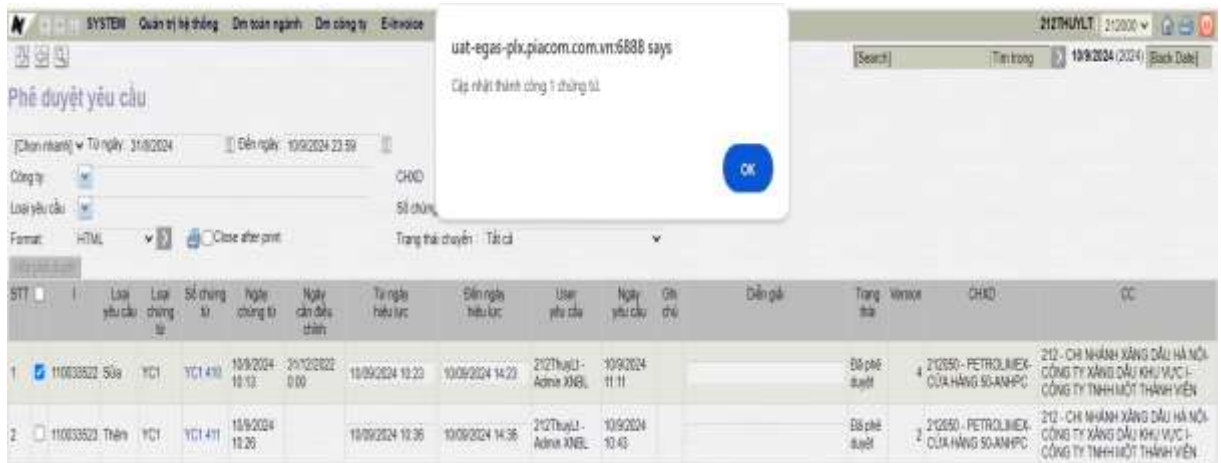 SYSTEM Quản trị hệ thống Dm toàn ngành Dm công ty E-Invoice 212THUYLT 212000
uat-egas-plx.piacom.com.vn:6888 says
Cập nhật thành công 1 chứng từ.
OK
[Search] Tìm trong 10/9/2024 (2024) [Back Date]
Phê duyệt yêu cầu
[Chọn nhanh] Từ ngày 31/8/2024 Đến ngày 10/9/2024 23:59
Công ty CHXD
Loại yêu cầu Số chứng
Format HTML Close after print Trạng thái chuyển Tất cả
STT I Loại yêu cầu Loại chứng từ Số chứng từ Ngày chứng từ Ngày cần điều chỉnh Từ ngày hiệu lực Đến ngày hiệu lực User yêu cầu Ngày yêu cầu Ghi chú Diễn giải Trạng thái Version CHXD CC
1 110033522 Sửa YC1 YC1.410 10/9/2024 10:13 31/12/2022 0:00 10/09/2024 10:23 10/09/2024 14:23 212ThuyLt - Admin XNBL 10/9/2024 11:11 Đã phê duyệt 4 212050 - PETROLIMEX-CỬA HÀNG 50-ANHPC 212 - CHI NHÁNH XĂNG DẦU HÀ NỘI-CÔNG TY XĂNG DẦU KHU VỰC I-CÔNG TY TNHH MỘT THÀNH VIÊN
2 110033523 Thêm YC1 YC1.411 10/9/2024 10:26 10/09/2024 10:36 10/09/2024 14:36 212ThuyLt - Admin XNBL 10/9/2024 10:43 Đã phê duyệt 2 212050 - PETROLIMEX-CỬA HÀNG 50-ANHPC 212 - CHI NHÁNH XĂNG DẦU HÀ NỘI-CÔNG TY XĂNG DẦU KHU VỰC I-CÔNG TY TNHH MỘT THÀNH VIÊN